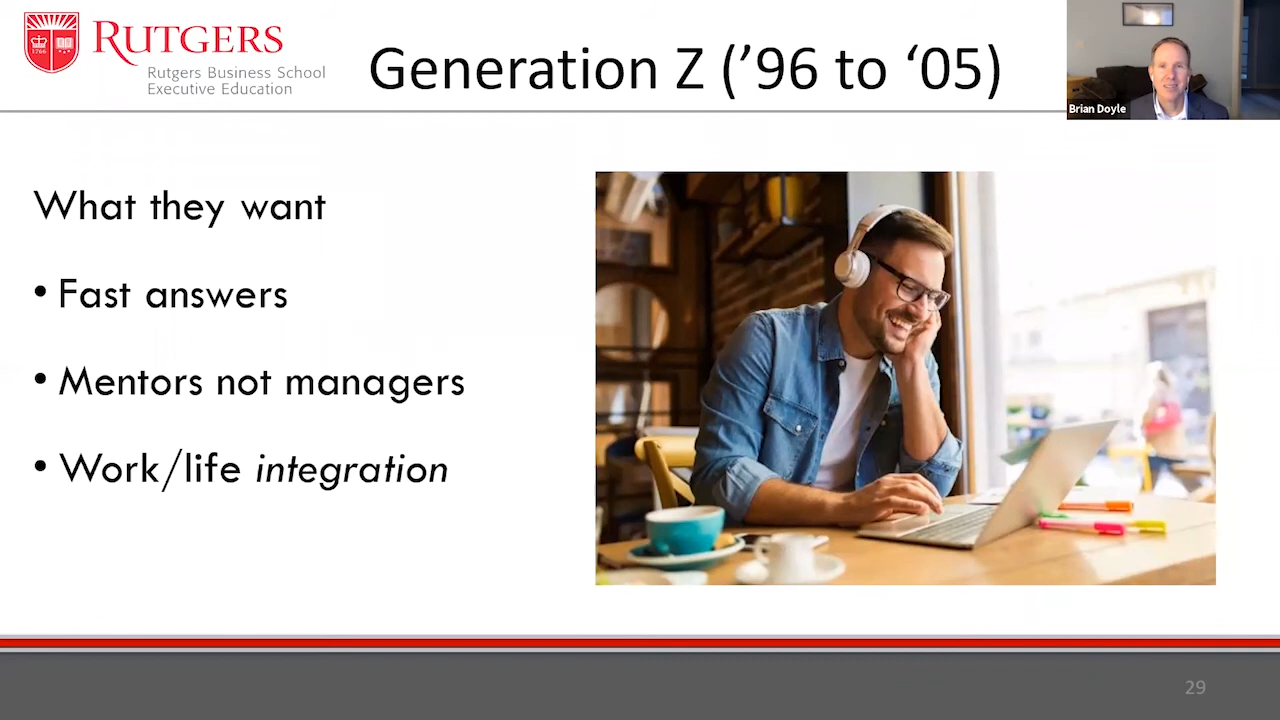 RUTGERS
1766
Rutgers Business School
Executive Education
Generation Z (’96 to ‘05)
Brian Doyle
What they want
• Fast answers
• Mentors not managers
• Work/life integration
29